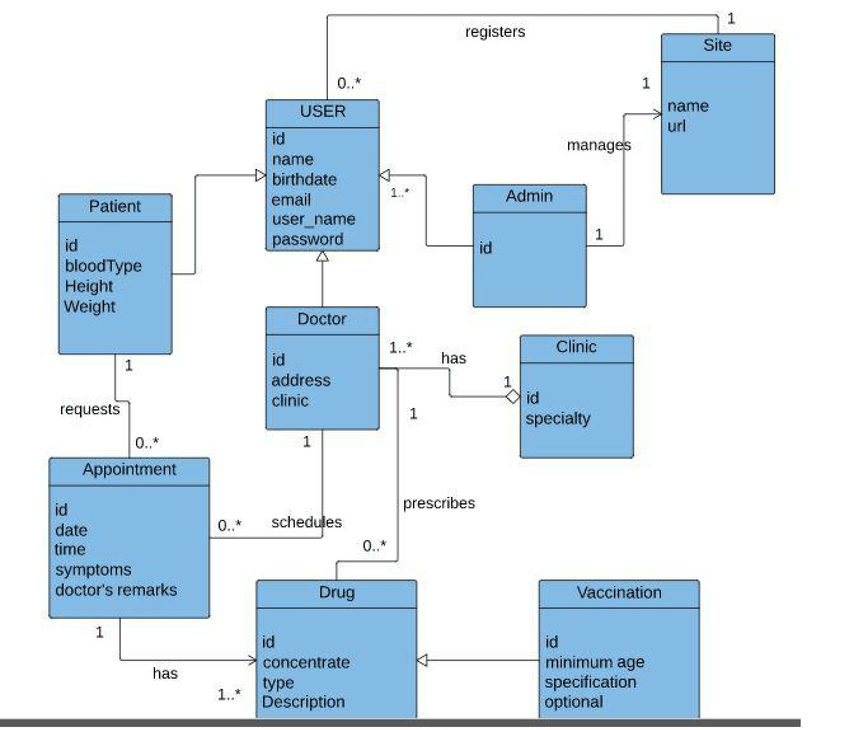 registers
1
Site
name
url
1
0..*
USER
id
name
birthdate
email
user_name
password
manages
1..*
Admin
id
1
Patient
id
bloodType
Height
Weight
1
Doctor
id
address
clinic
1..*
has
1
Clinic
id
specialty
requests
0..*
1
1
Appointment
id
date
time
symptoms
doctor's remarks
0..*
schedules
prescribes
0..*
1
has
1..*
Drug
id
concentrate
type
Description
Vaccination
id
minimum age
specification
optional